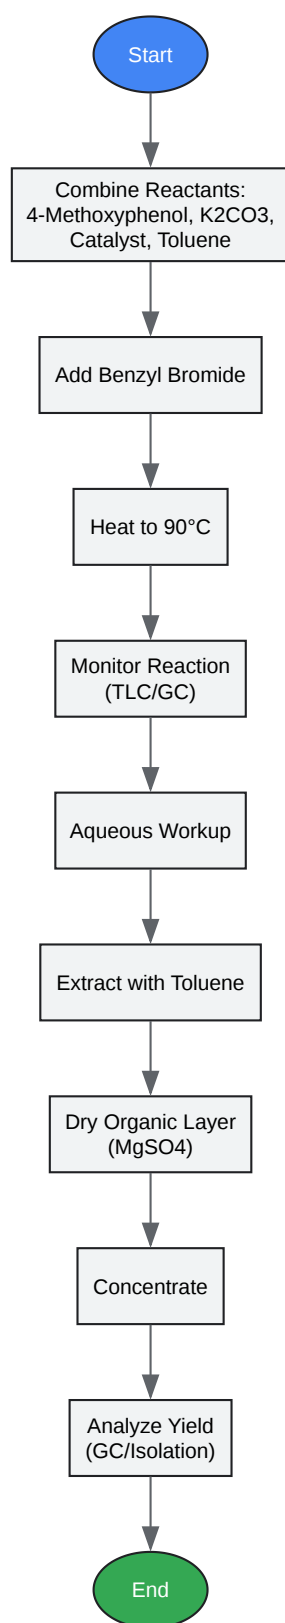 Start
Combine Reactants:
4-Methoxyphenol, K2CO3,
Catalyst, Toluene
Add Benzyl Bromide
Heat to 90°C
Monitor Reaction
(TLC/GC)
Aqueous Workup
Extract with Toluene
Dry Organic Layer
(MgSO4)
Concentrate
Analyze Yield
(GC/Isolation)
End